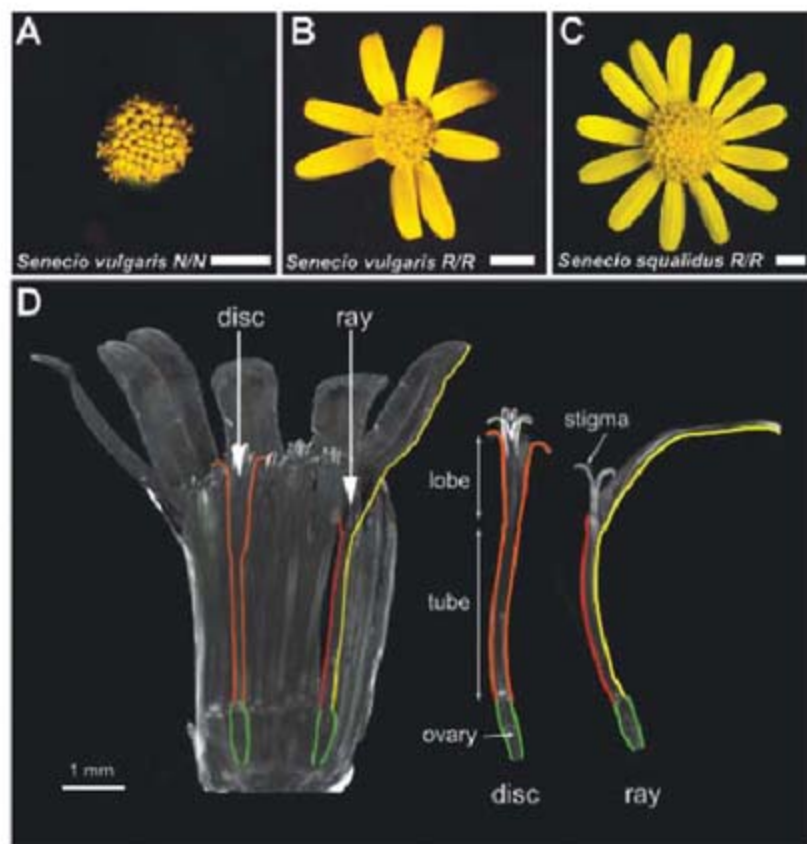 A
B
C
Senecio vulgaris N/N
Senecio vulgaris R/R
Senecio squalidus R/R
D
disc
ray
stigma
lobe
tube
ovary
1 mm
disc
ray